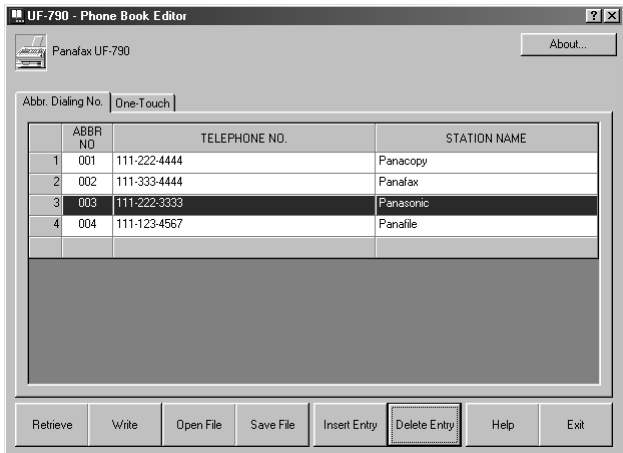 UF-790 - Phone Book Editor ? X
Panafax UF-790 About...
Abbr. Dialing No. One-Touch
ABBR NO TELEPHONE NO. STATION NAME
1 001 111-222-4444 Panacopy
2 002 111-333-4444 Panafax
3 003 111-222-3333 Panasonic
4 004 111-123-4567 Panafile
Retrieve Write Open File Save File Insert Entry Delete Entry Help Exit